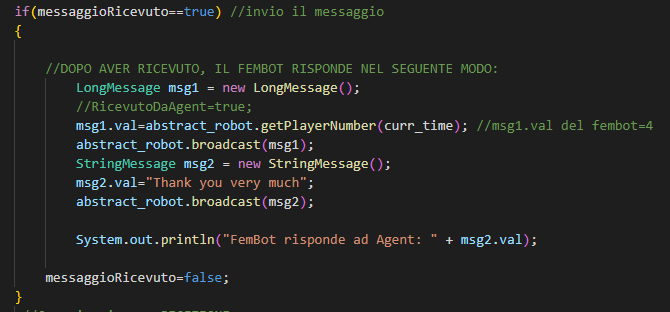 if(messaggioRicevuto==true) //invio il messaggio
{
//DOPO AVER RICEVUTO, IL FEMBOT RISPONDE NEL SEGUENTE MODO:
LongMessage msg1 = new LongMessage();
//RicevutoDaAgent=true;
msg1.val=abstract_robot.getPlayerNumber(curr_time); //msg1.val del fembot=4
abstract_robot.broadcast(msg1);
StringMessage msg2 = new StringMessage();
msg2.val="Thank you very much";
abstract_robot.broadcast(msg2);
System.out.println("FemBot risponde ad Agent: " + msg2.val);
messaggioRicevuto=false;
}